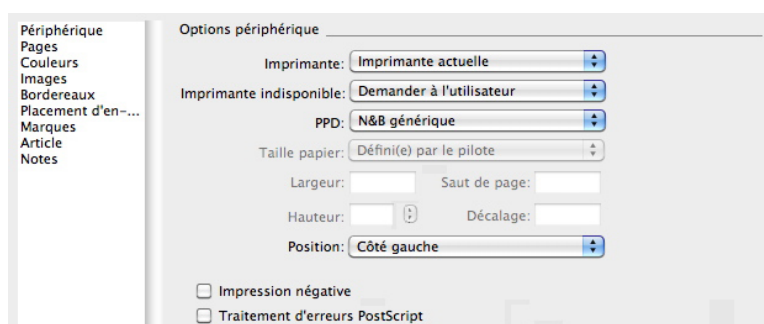 Périphérique
Pages
Couleurs
Images
Bordereaux
Placement d'en-...
Marques
Article
Notes
Options périphérique
Imprimante: Imprimante actuelle
Imprimante indisponible: Demander à l'utilisateur
PPD: N&B générique
Taille papier: Défini(e) par le pilote
Largeur: Saut de page:
Hauteur: Décalage:
Position: Côté gauche
Impression négative
Traitement d'erreurs PostScript